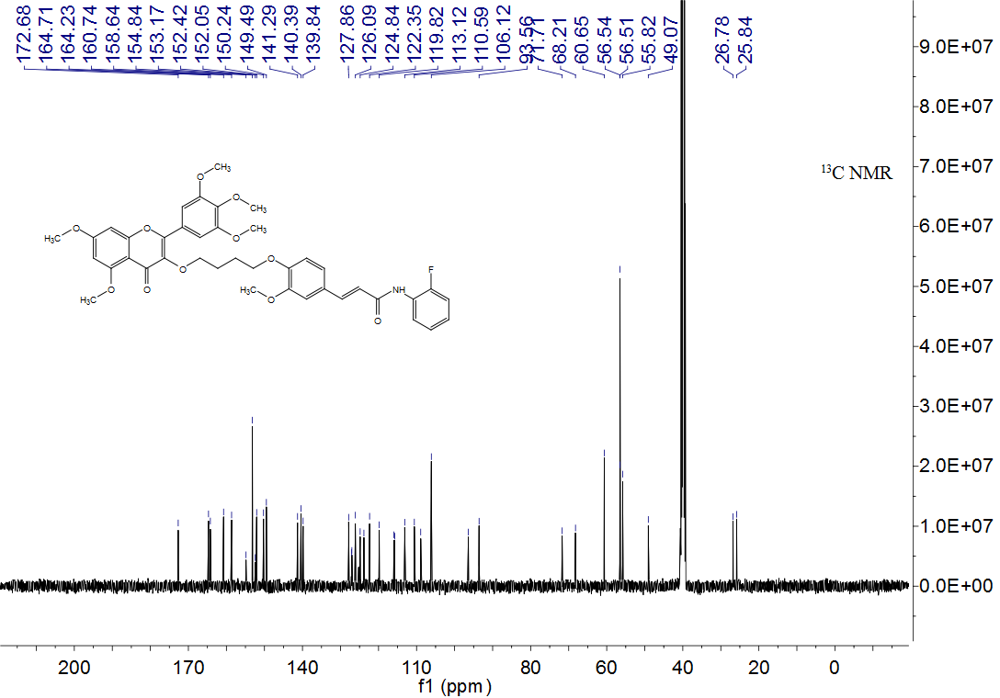 172.68
164.71
164.23
160.74
158.64
154.84
153.17
152.42
152.05
150.24
149.49
141.29
140.39
139.84
127.86
126.09
124.84
122.35
119.82
113.12
110.59
106.12
93.56
71.71
68.21
60.65
56.54
56.51
55.82
49.07
26.78
25.84
9.0E+07
8.0E+07
7.0E+07
6.0E+07
5.0E+07
4.0E+07
3.0E+07
2.0E+07
1.0E+07
0.0E+00
¹³C NMR
CH₃
O
O
CH₃
O
CH₃
H₃C
O
O
O
O
H₃C
O
O
O
H₃C
O
O
NH
F
200 170 140 110 80 60 40 20 0
f1 (ppm)